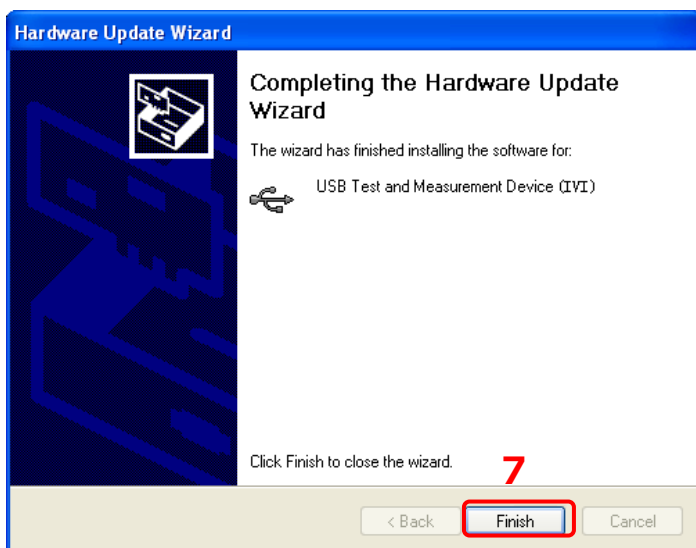 Hardware Update Wizard
Completing the Hardware Update
Wizard
The wizard has finished installing the software for:
USB Test and Measurement Device (IVI)
Click Finish to close the wizard.
7
< Back
Finish
Cancel